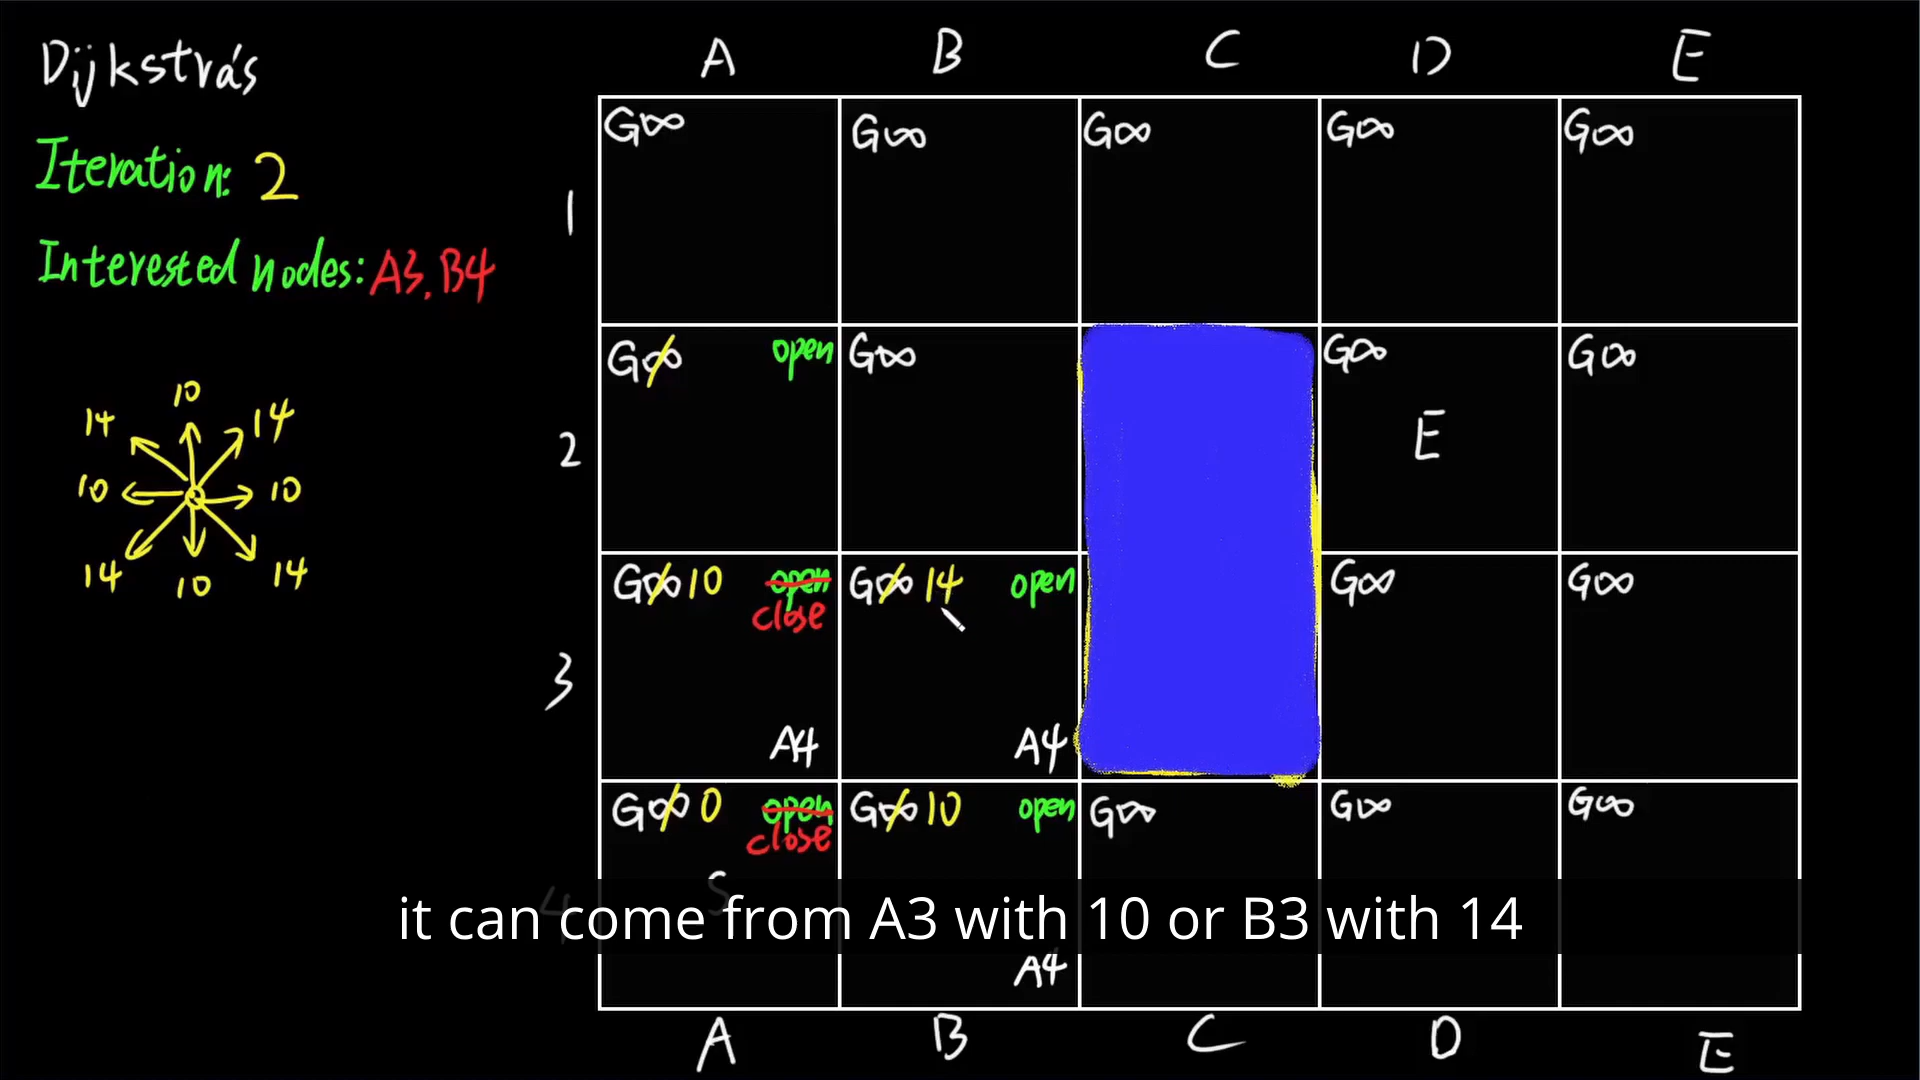 Dijkstra's
Iteration: 2
Interested nodes: A3, B4
10
14 14
10 10
14 10 14
A B C D E
1 G∞ G∞ G∞ G∞ G∞
2 G∞ open G∞ G∞ G∞
E
3 G∞ 10 open close G∞ 14 open G∞ G∞
A4 A4
4 G∞ 0 open close G∞ 10 open G∞ G∞ G∞
S
it can come from A3 with 10 or B3 with 14
A4
A B C D E